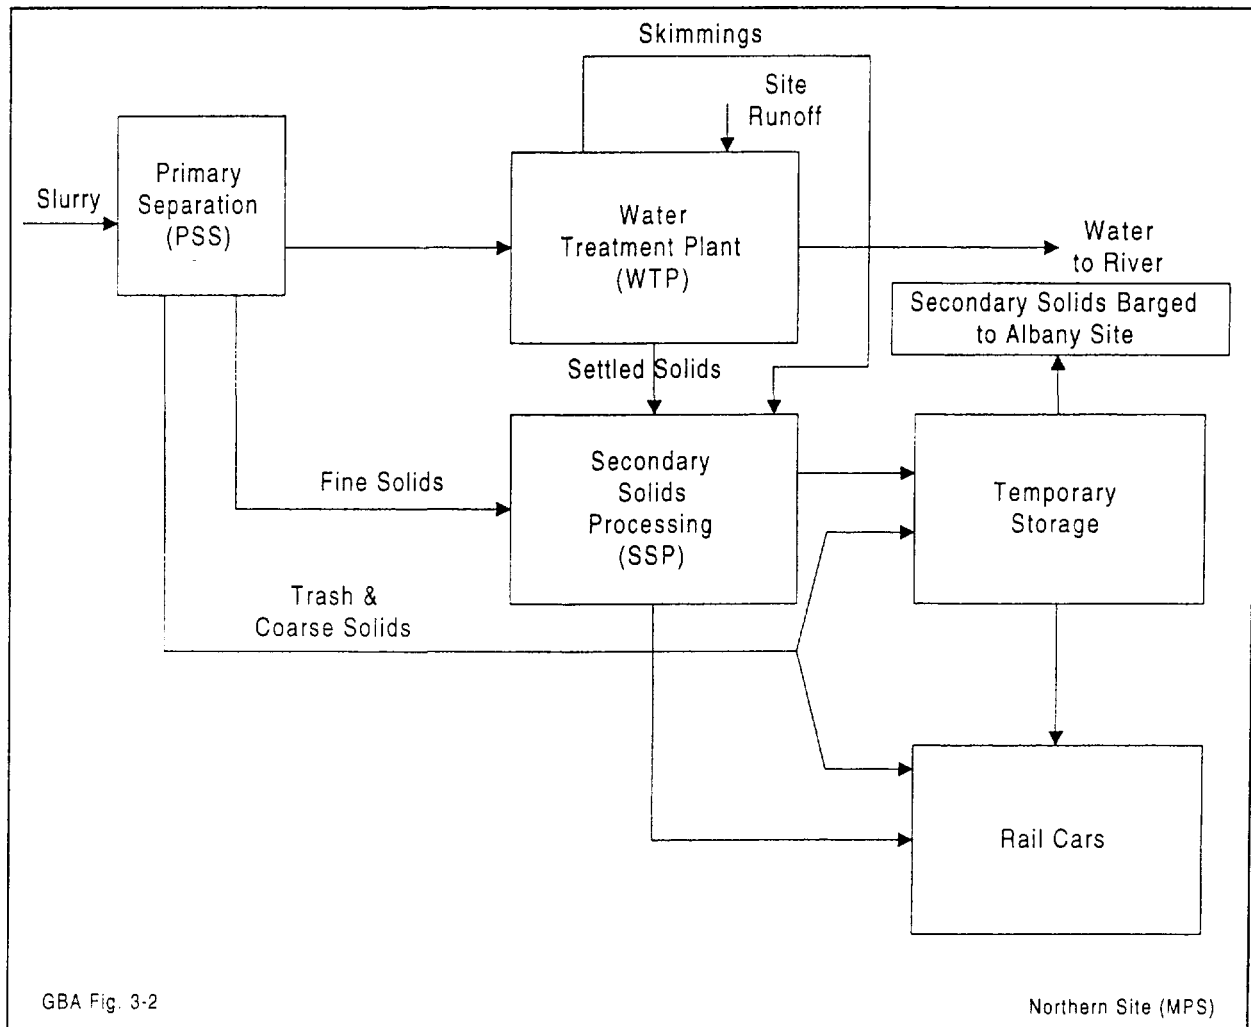 Skimmings
Site
Runoff
Primary
Separation
(PSS)
Slurry
Water
Treatment Plant
(WTP)
Water
to River
Secondary Solids Barged
to Albany Site
Settled Solids
Fine Solids
Secondary
Solids
Processing
(SSP)
Temporary
Storage
Trash &
Coarse Solids
Rail Cars
GBA Fig. 3-2
Northern Site (MPS)